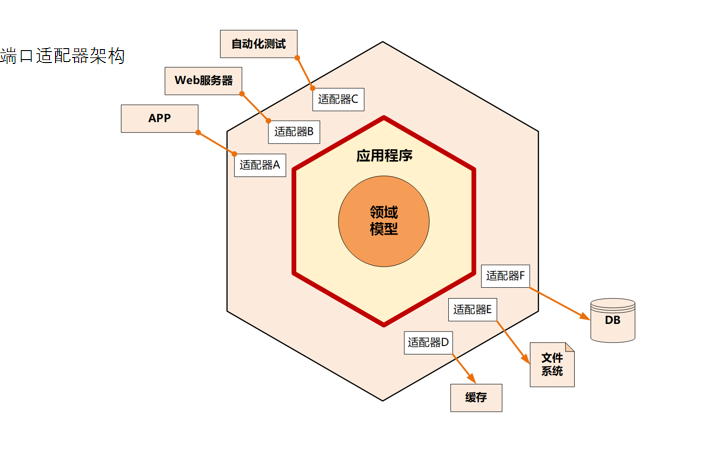 端口适配器架构
自动化测试
Web服务器
APP
适配器C
适配器B
适配器A
应用程序
领域
模型
适配器F
适配器E
适配器D
DB
文件
系统
缓存